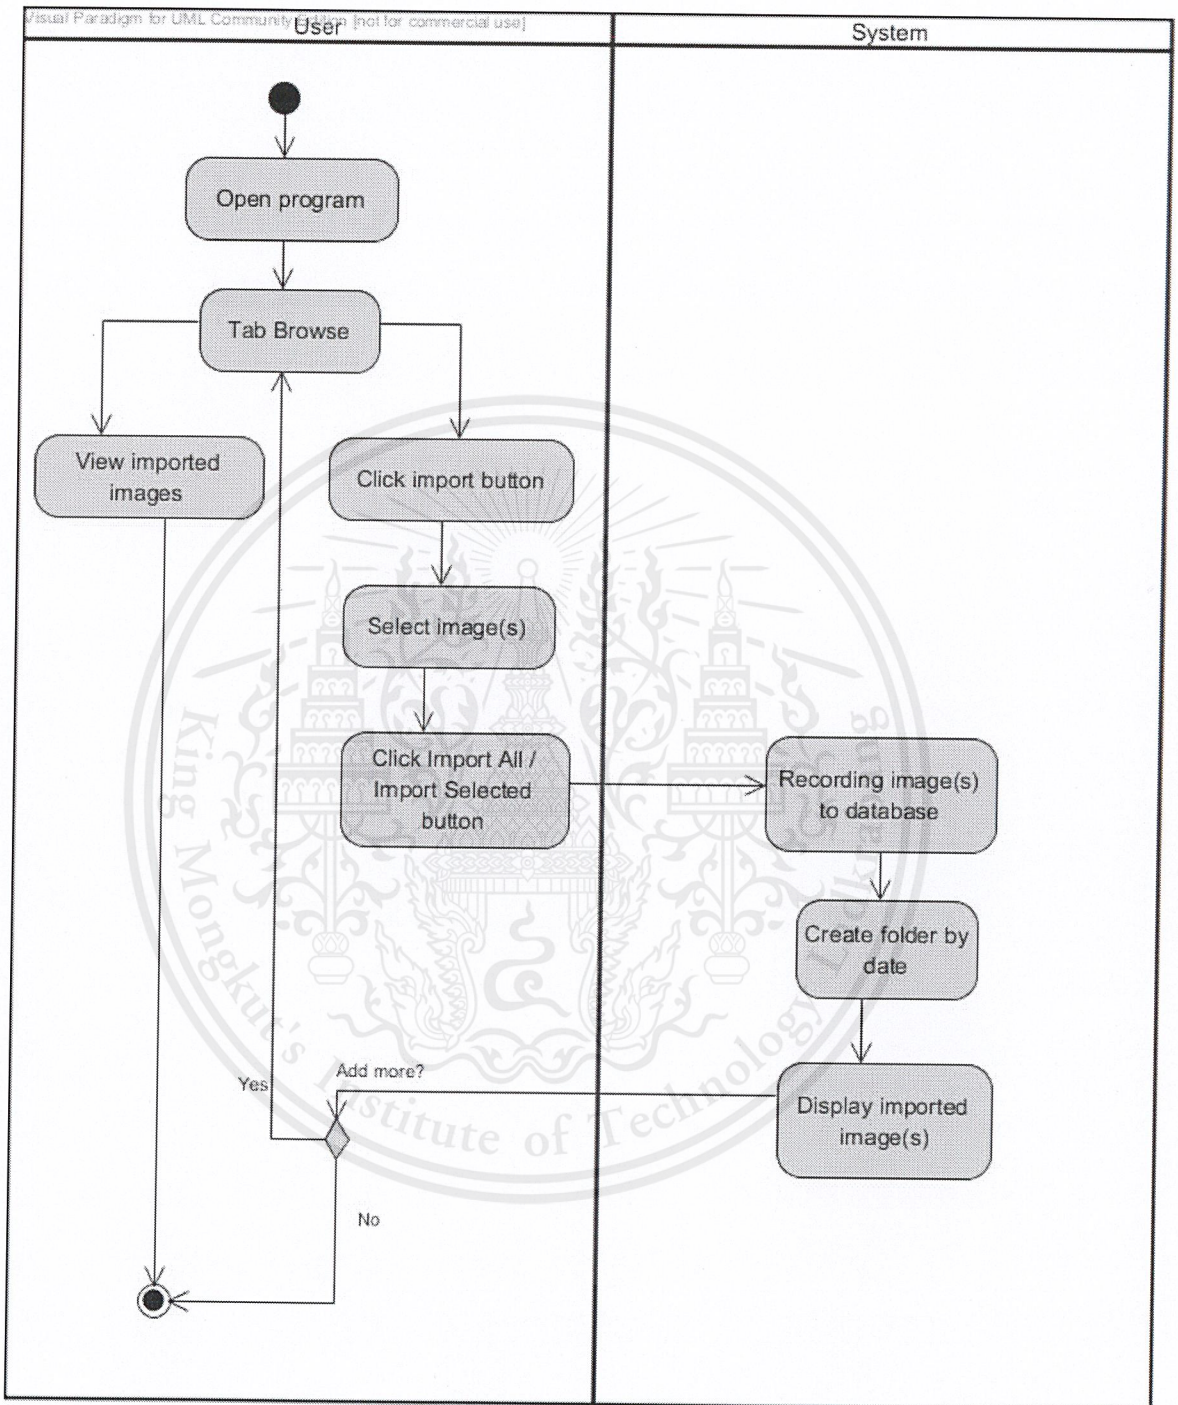 Visual Paradigm for UML Community Edition [not for commercial use]
User
System
Open program
Tab Browse
View imported
images
Click import button
Select image(s)
Click Import All /
Import Selected
button
Recording image(s)
to database
Create folder by
date
Display imported
image(s)
Add more?
Yes
No
King Mongkut's Institute of Technology Ladkrabang